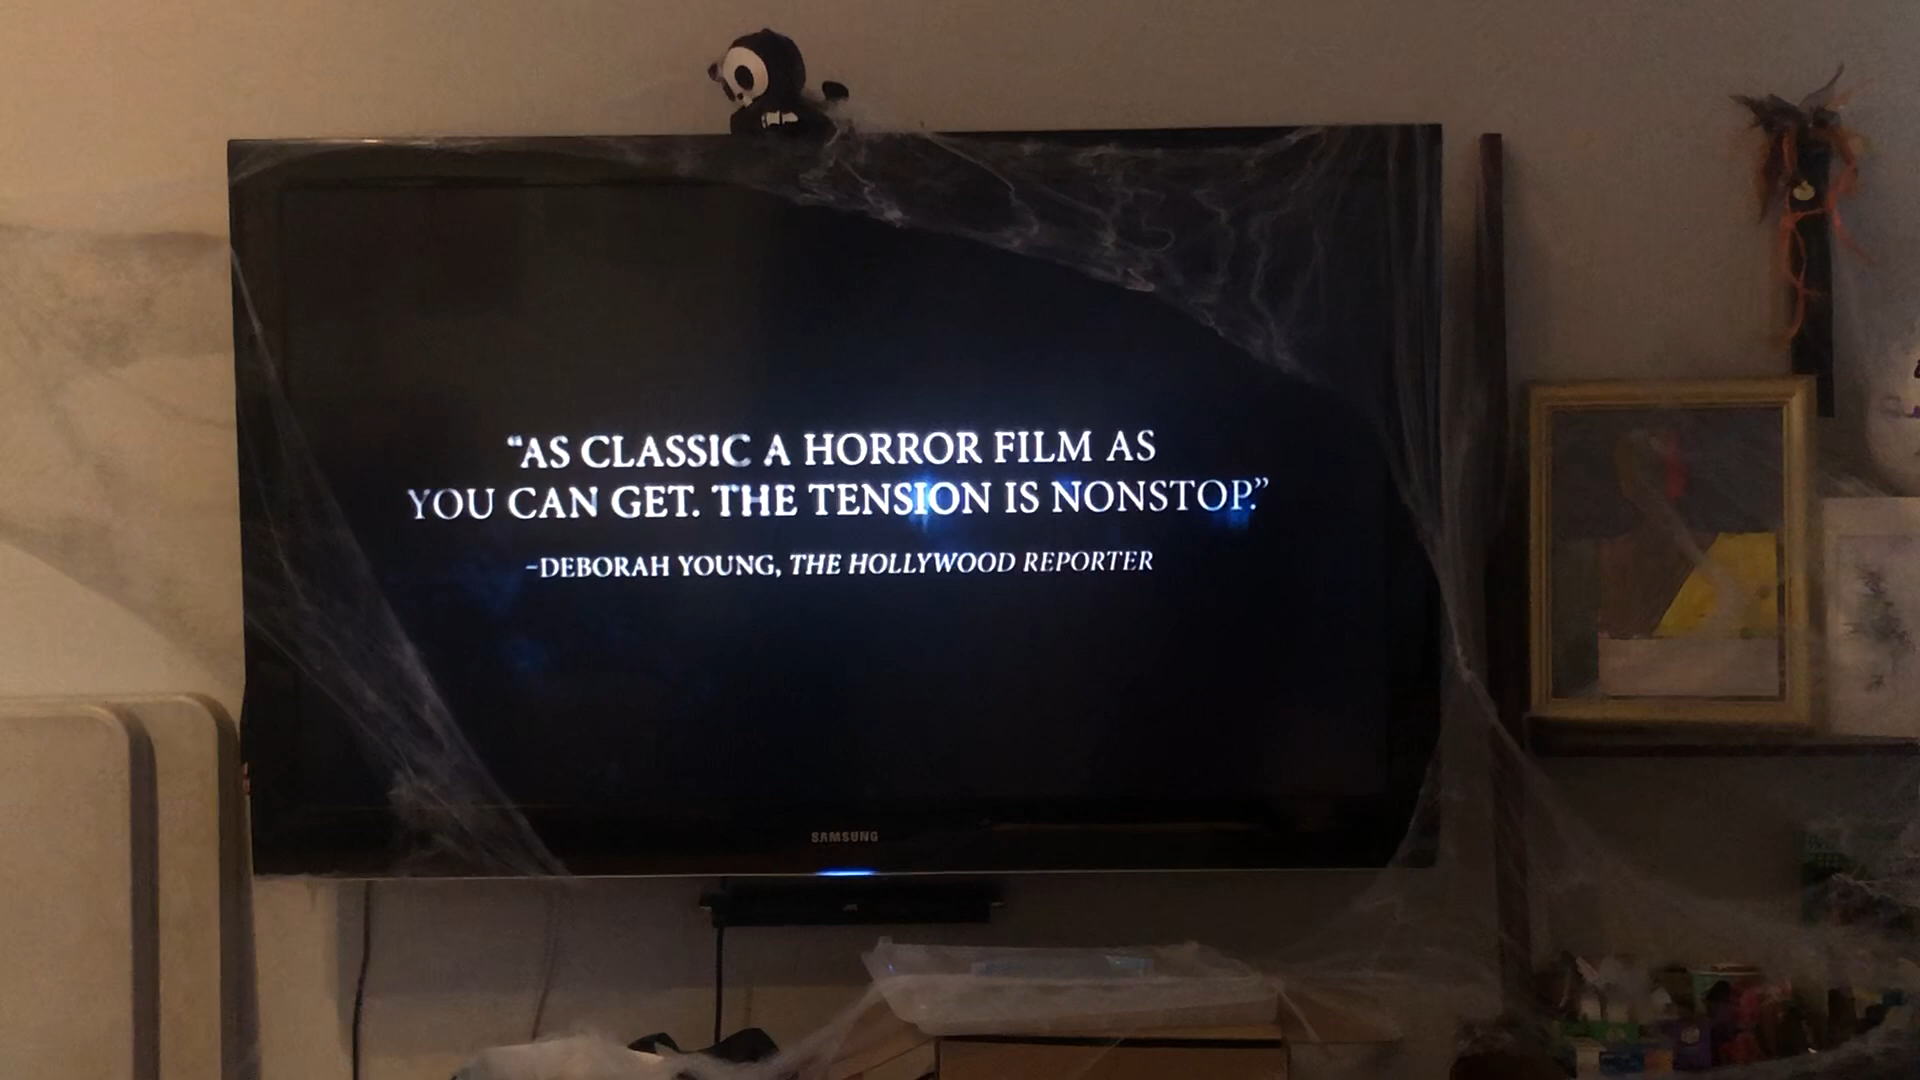 “AS CLASSIC A HORROR FILM AS
YOU CAN GET. THE TENSION IS NONSTOP.”
-DEBORAH YOUNG, THE HOLLYWOOD REPORTER
SAMSUNG